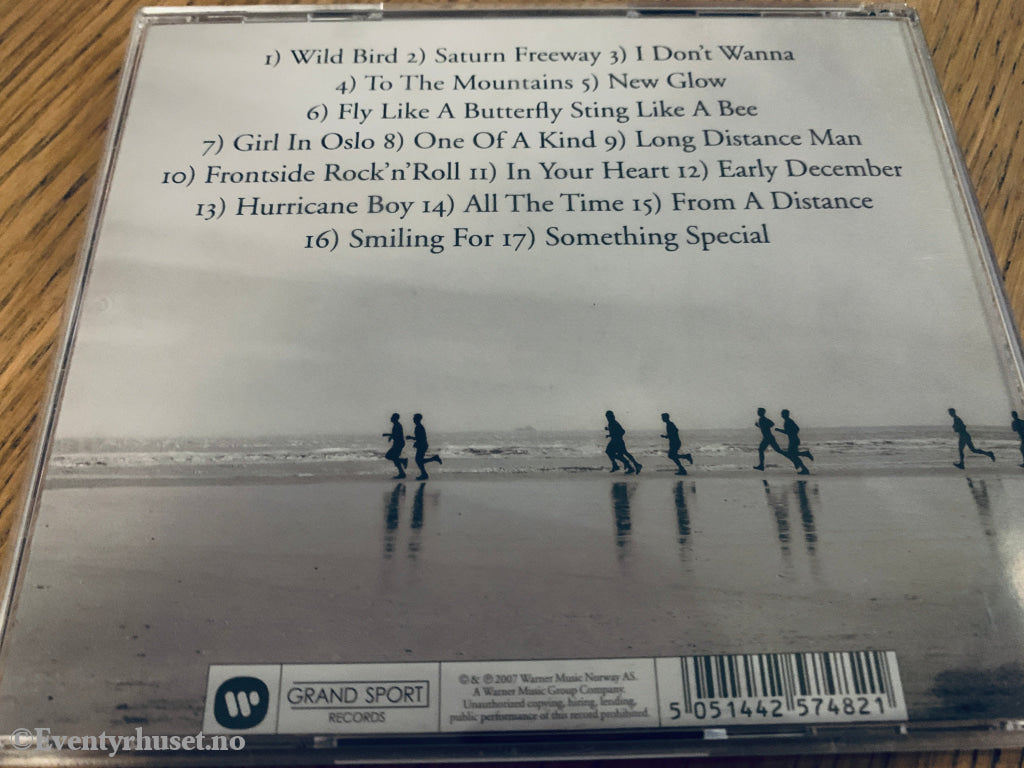 1) Wild Bird 2) Saturn Freeway 3) I Don't Wanna
4) To The Mountains 5) New Glow
6) Fly Like A Butterfly Sting Like A Bee
7) Girl In Oslo 8) One Of A Kind 9) Long Distance Man
10) Frontside Rock'n'Roll 11) In Your Heart 12) Early December
13) Hurricane Boy 14) All The Time 15) From A Distance
16) Smiling For 17) Something Special
GRAND SPORT
RECORDS
© & ℗ 2007 Warner Music Norway AS.
A Warner Music Group Company.
Unauthorized copying, hiring, lending,
public performance of this record prohibited.
5 051442 574821
©Eventyrhuset.no